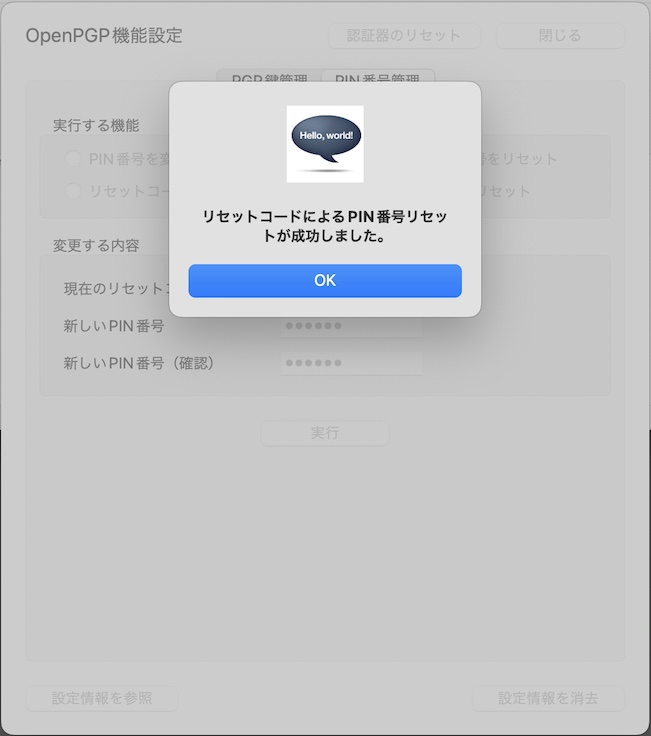 OpenPGP機能設定
認証器のリセット
閉じる
PGP鍵管理
PIN番号管理
Hello, world!
実行する機能
PIN番号を変
号をリセット
リセットコー
リセット
リセットコードによるPIN番号リセッ
トが成功しました。
OK
変更する内容
現在のリセットコ
新しいPIN番号
新しいPIN番号（確認）
実行
設定情報を参照
設定情報を消去